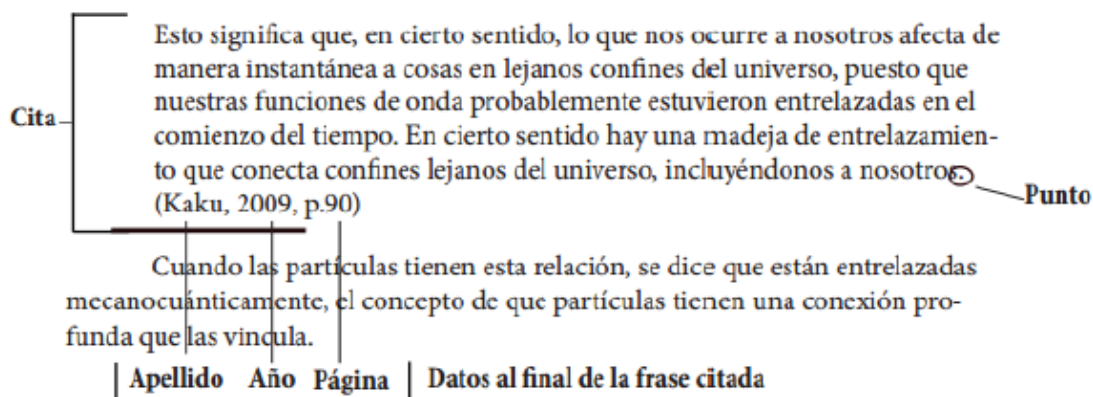 Esto significa que, en cierto sentido, lo que nos ocurre a nosotros afecta de
manera instantánea a cosas en lejanos confines del universo, puesto que
nuestras funciones de onda probablemente estuvieron entrelazadas en el
Cita
comienzo del tiempo. En cierto sentido hay una madeja de entrelazamien-
to que conecta confines lejanos del universo, incluyéndonos a nosotros.
Punto
(Kaku, 2009, p.90)
Cuando las partículas tienen esta relación, se dice que están entrelazadas
mecanocuánticamente, el concepto de que partículas tienen una conexión pro-
funda que las vincula.
Apellido Año Página Datos al final de la frase citada